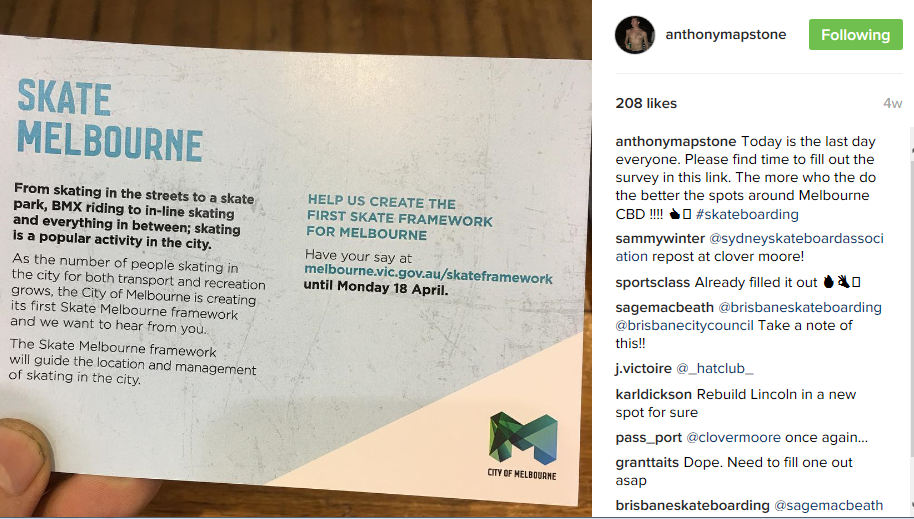 SKATE
MELBOURNE
From skating in the streets to a skate
park, BMX riding to in-line skating
and everything in between; skating
is a popular activity in the city.
As the number of people skating in
the city for both transport and recreation
grows, the City of Melbourne is creating
its first Skate Melbourne framework
and we want to hear from you.
The Skate Melbourne framework
will guide the location and management
of skating in the city.
HELP US CREATE THE
FIRST SKATE FRAMEWORK
FOR MELBOURNE
Have your say at
melbourne.vic.gov.au/skateframework
until Monday 18 April.
CITY OF MELBOURNE
anthonymapstone
Following
208 likes
4w
anthonymapstone Today is the last day
everyone. Please find time to fill out the
survey in this link. The more who the do
the better the spots around Melbourne
CBD !!!! #skateboarding
sammywinter @sydneyskateboardassoci
ation repost at clover moore!
sportsclass Already filled it out
sagemacbeath @brisbaneskateboarding
@brisbanecitycouncil Take a note of
this!!
j.victoire @_hatclub_
karldickson Rebuild Lincoln in a new
spot for sure
pass_port @clovermoore once again...
granttaits Dope. Need to fill one out
asap
brisbaneskateboarding @sagemacbeath